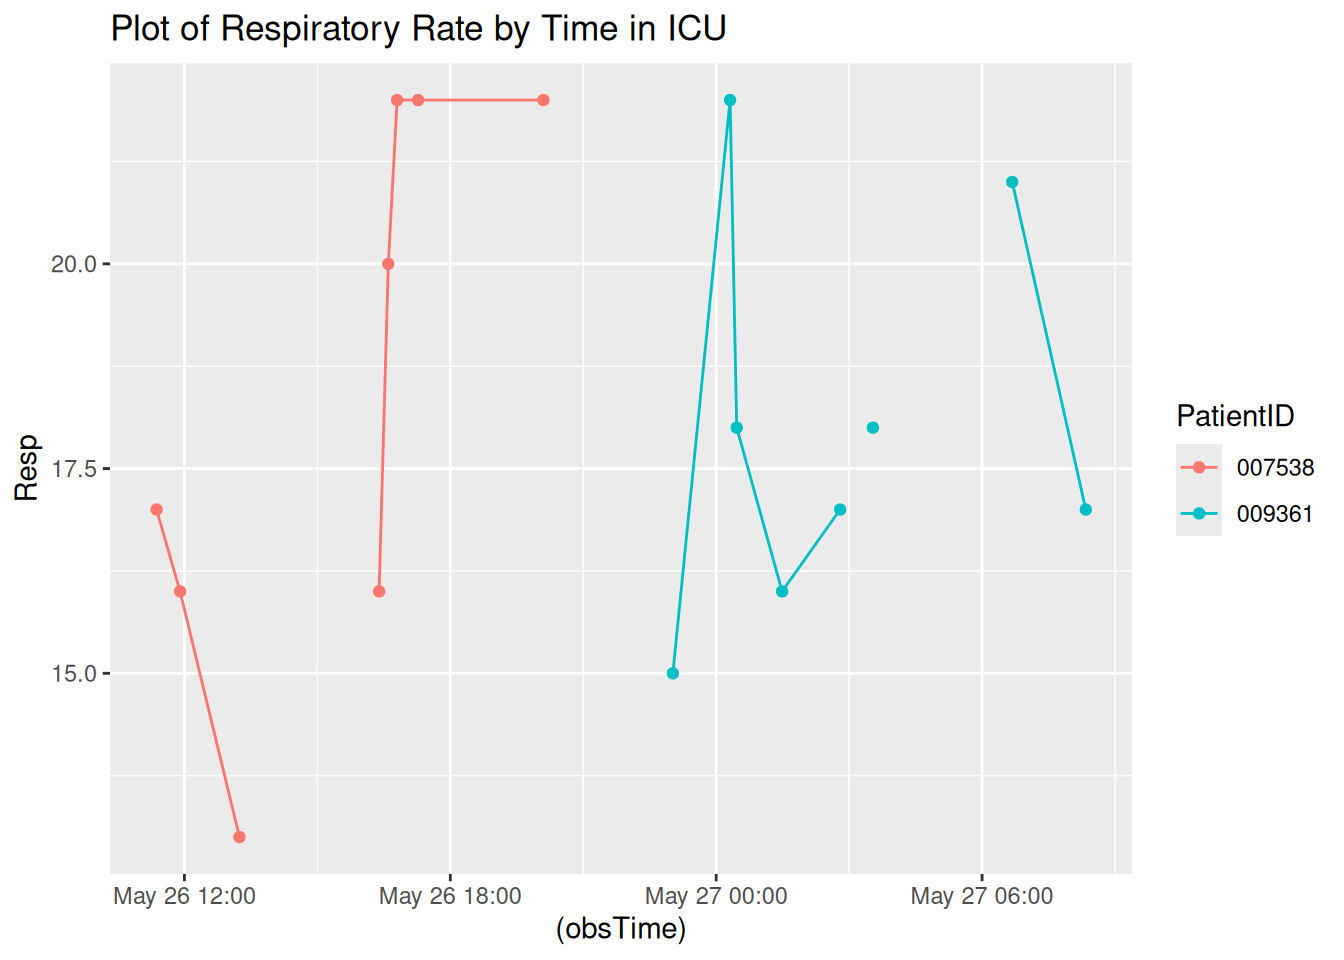 Plot of Respiratory Rate by Time in ICU
Resp
20.0
17.5
15.0
May 26 12:00 May 26 18:00 May 27 00:00 May 27 06:00
(obsTime)
PatientID
007538
009361